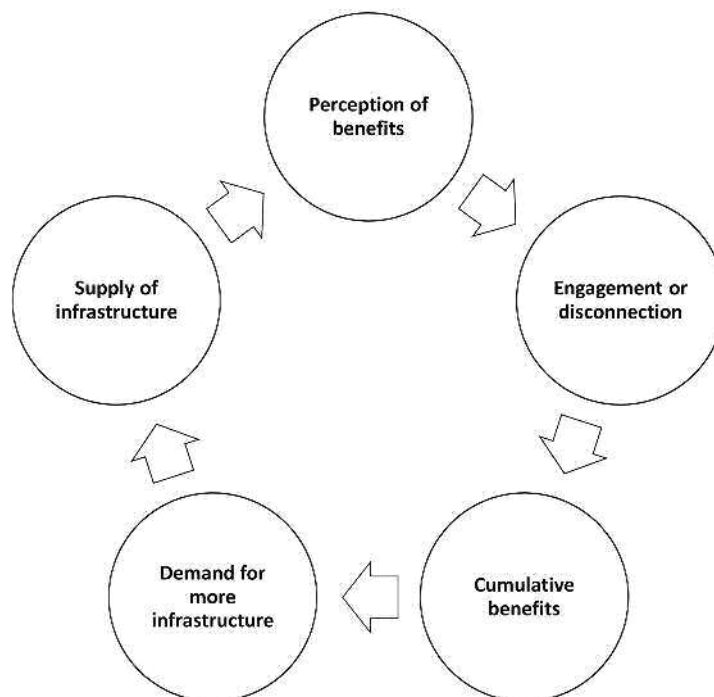 Perception of
benefits
Engagement or
disconnection
Cumulative
benefits
Demand for
more
infrastructure
Supply of
infrastructure